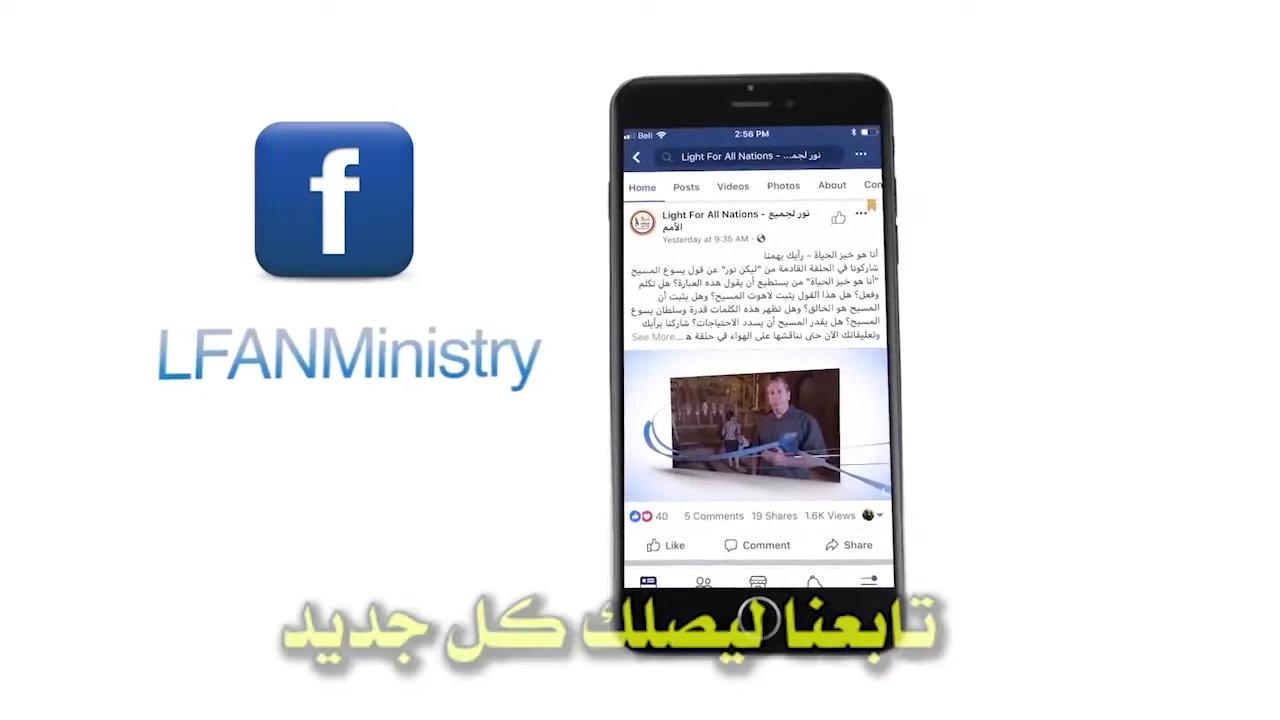 f
LFANMinistry
Bell
2:56 PM
Light For All Nations - نور لجمـ...
Home Posts Videos Photos About Con
Light For All Nations - نور لجميع
الأمم
Yesterday at 9:35 AM
أنا هو خبز الحياة - رأيك يهمنا
شاركونا في الحلقة القادمة من "ليكن نور" عن قول يسوع المسيح
"أنا هو خبز الحياة" من يستطيع أن يقول هذه العبارة؟ هل تكلم
وفعل؟ هل هذا القول يثبت لاهوت المسيح؟ وهل يثبت أن
المسيح هو الخالق؟ وهل تظهر هذه الكلمات قدرة وسلطان يسوع
المسيح؟ هل يقدر المسيح أن يسدد الاحتياجات؟ شاركنا برأيك
وتعليقاتك الآن حتى نناقشها على الهواء في حلقة هـ ...See More
40 5 Comments 19 Shares 1.6K Views
Like Comment Share
تابعنا ليصلك كل جديد